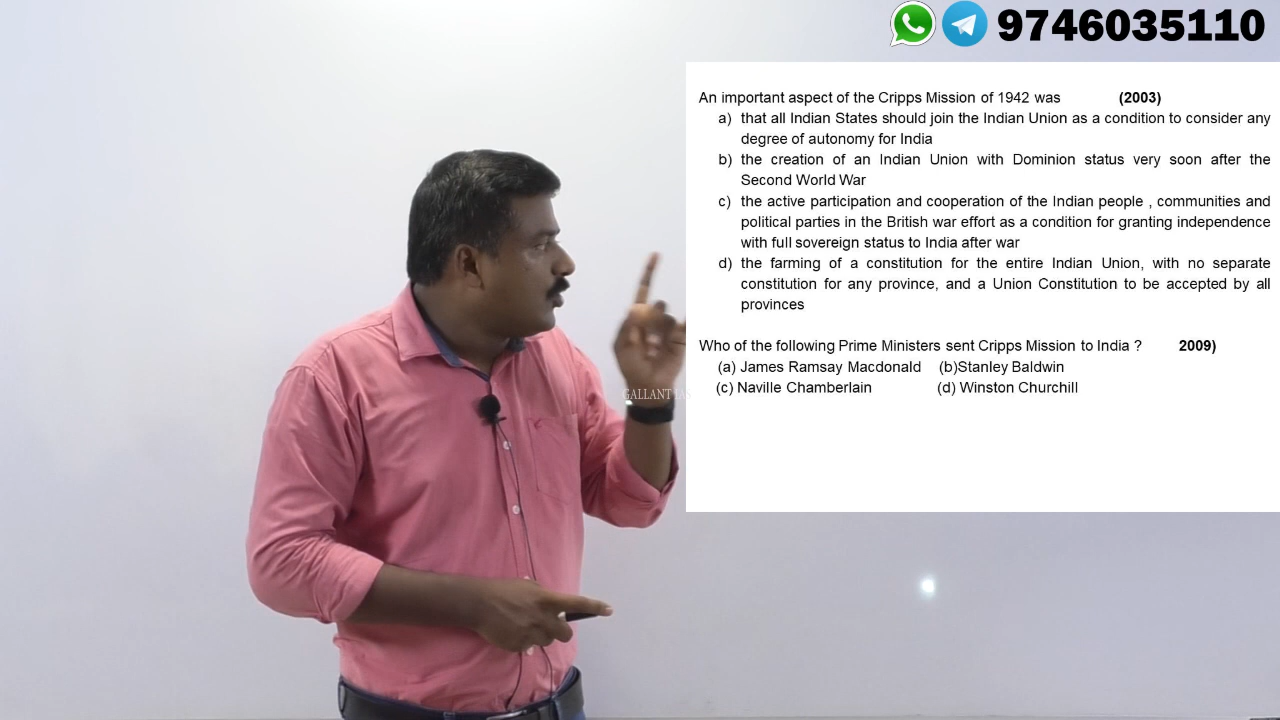 9746035110
An important aspect of the Cripps Mission of 1942 was (2003)
a) that all Indian States should join the Indian Union as a condition to consider any
degree of autonomy for India
b) the creation of an Indian Union with Dominion status very soon after the
Second World War
c) the active participation and cooperation of the Indian people , communities and
political parties in the British war effort as a condition for granting independence
with full sovereign status to India after war
d) the farming of a constitution for the entire Indian Union, with no separate
constitution for any province, and a Union Constitution to be accepted by all
provinces
Who of the following Prime Ministers sent Cripps Mission to India ? 2009)
(a) James Ramsay Macdonald (b)Stanley Baldwin
(c) Naville Chamberlain (d) Winston Churchill
GALLANT IAS